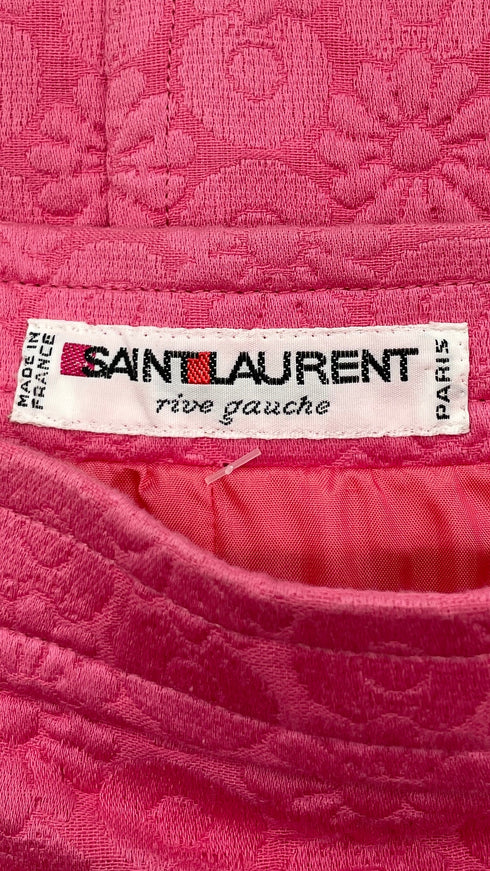 MADE IN
FRANCE
SAINT LAURENT
rive gauche
PARIS